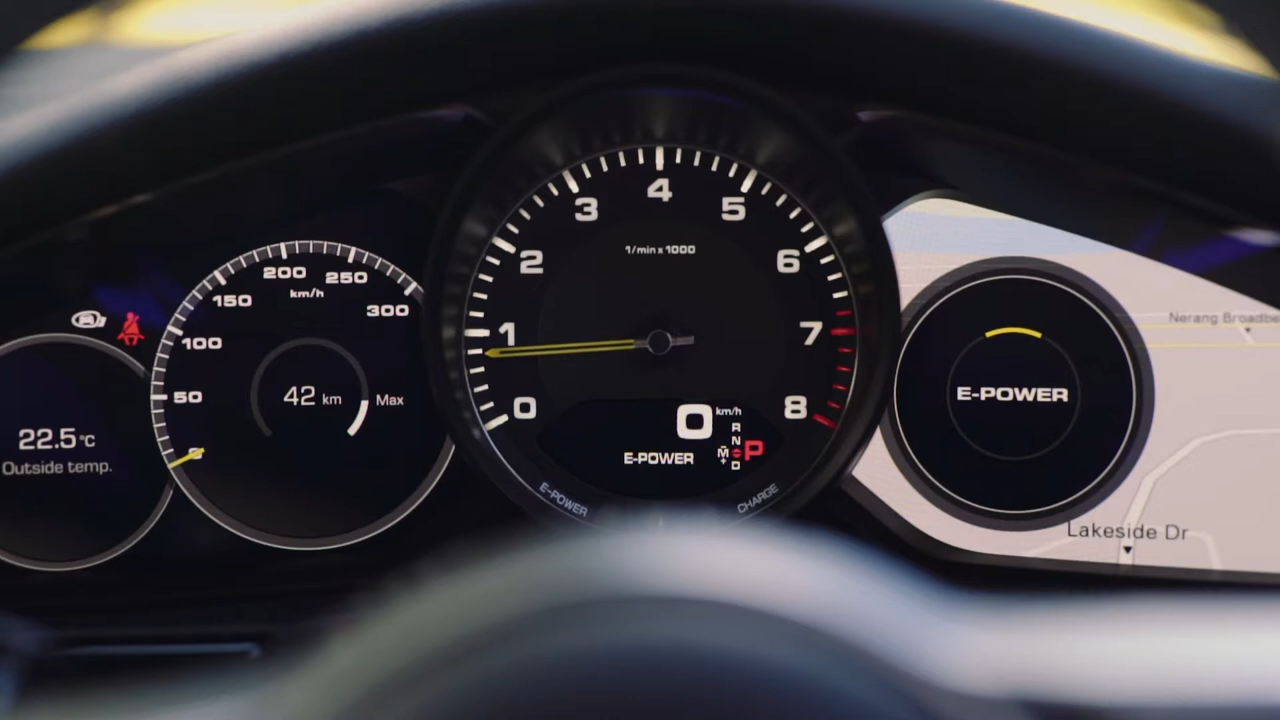 22.5°C
Outside temp.
0
50
100
150
200
250
300
km/h
42 km
Max
0
1
2
3
4
5
6
7
8
1/min x 1000
0 km/h
R
N
M
+
D
P
E-POWER
E-POWER
CHARGE
E-POWER
Nerang Broadbe
Lakeside Dr